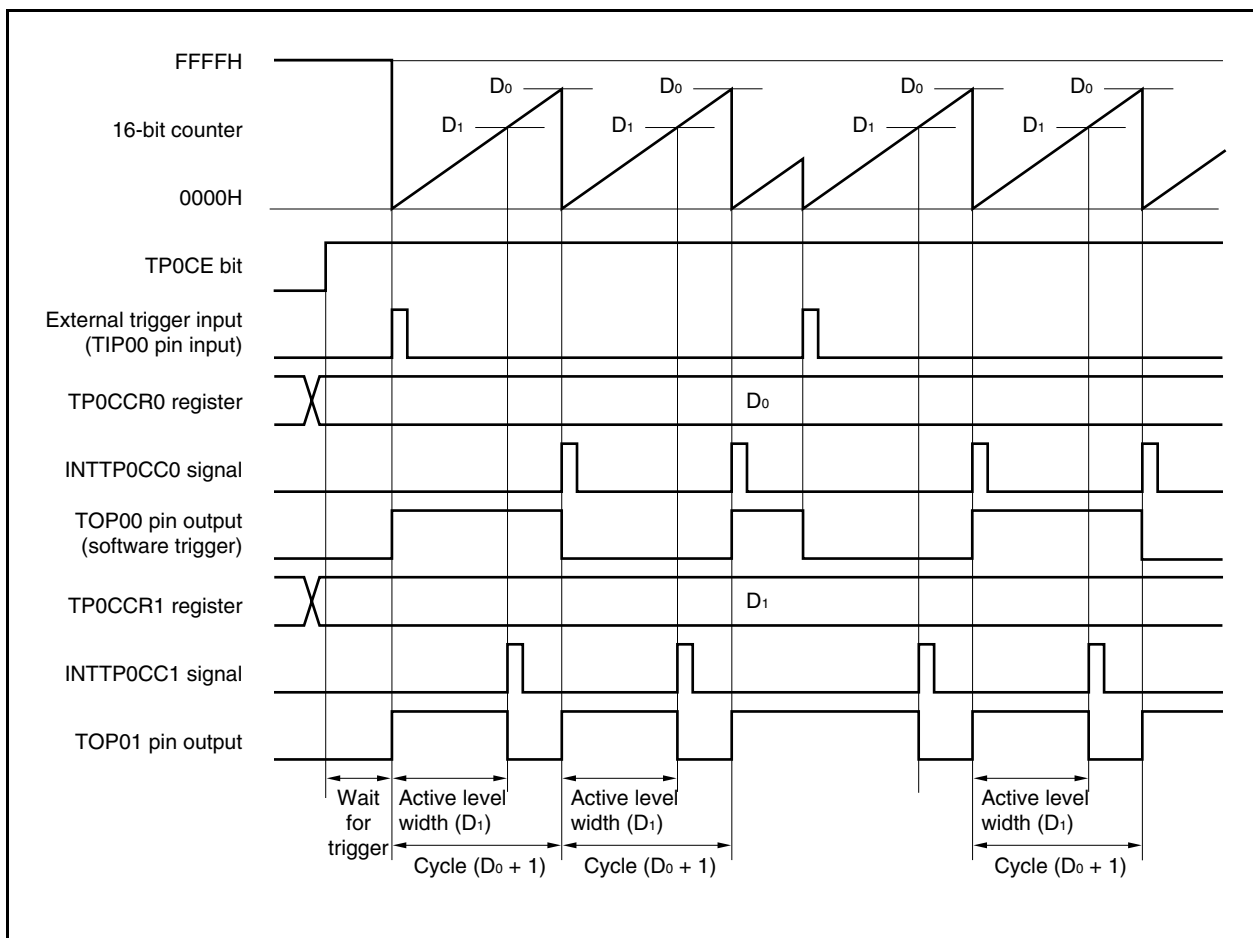 FFFFH
D0 D0 D0 D0
16-bit counter
D1 D1 D1 D1
0000H
TP0CE bit
External trigger input
(TIP00 pin input)
TP0CCR0 register
D0
INTTP0CC0 signal
TOP00 pin output
(software trigger)
TP0CCR1 register
D1
INTTP0CC1 signal
TOP01 pin output
Wait
for
trigger
Active level
width (D1)
Active level
width (D1)
Active level
width (D1)
Cycle (D0 + 1)
Cycle (D0 + 1)
Cycle (D0 + 1)